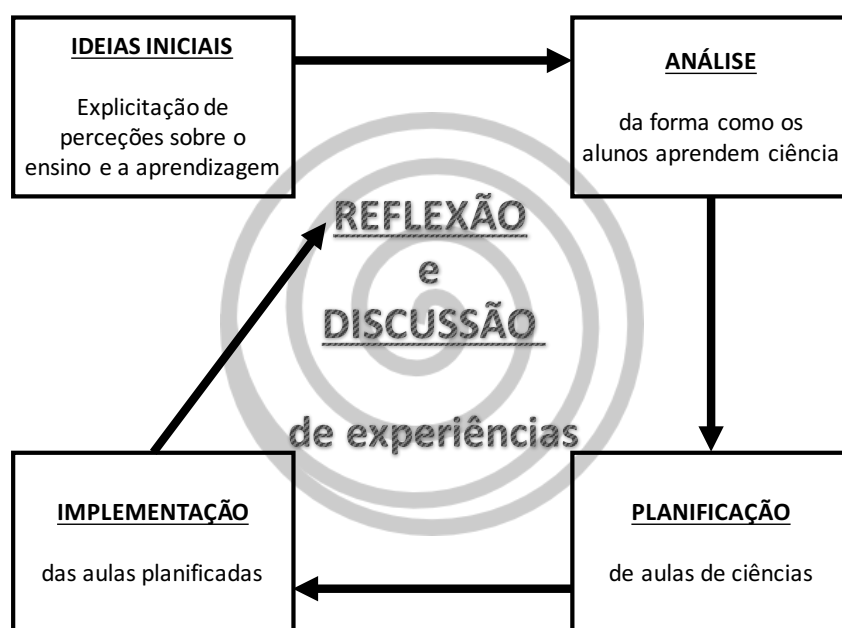 IDEIAS INICIAIS
Explicitação de
perceções sobre o
ensino e a aprendizagem
ANÁLISE
da forma como os
alunos aprendem ciência
REFLEXÃO
e
DISCUSSÃO
de experiências
IMPLEMENTAÇÃO
das aulas planificadas
PLANIFICAÇÃO
de aulas de ciências